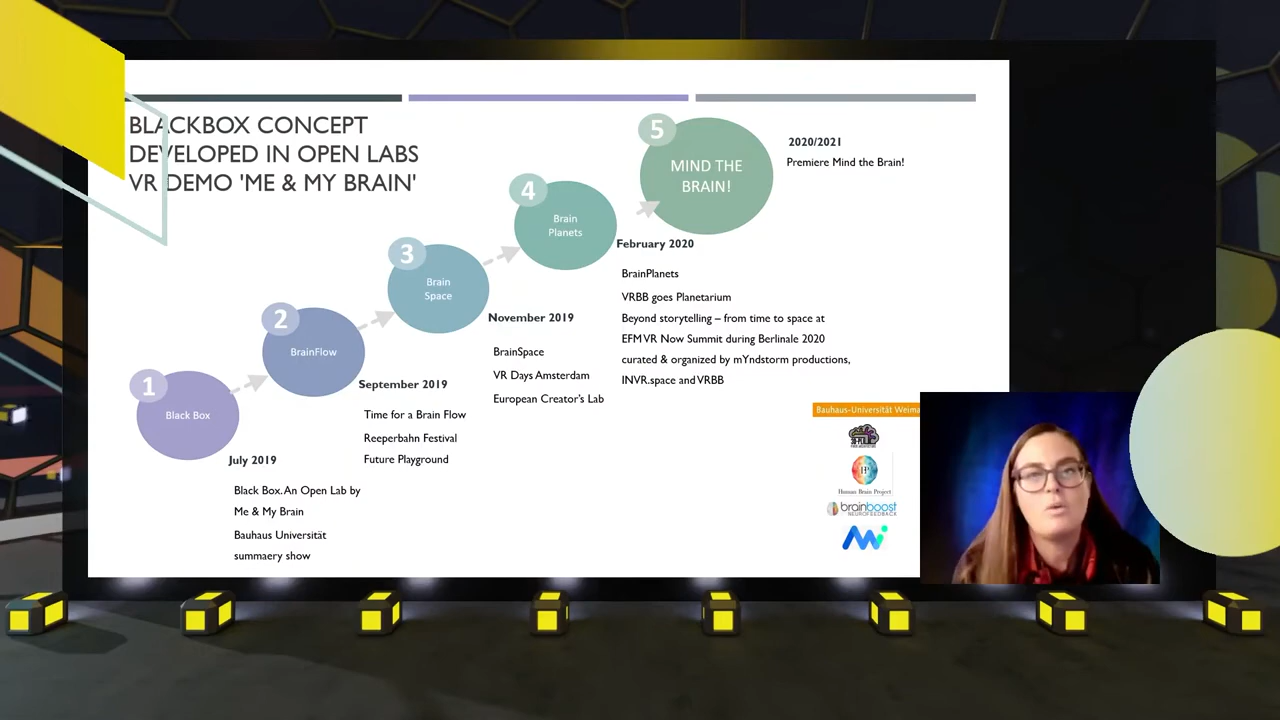 BLACKBOX CONCEPT
DEVELOPED IN OPEN LABS
VR DEMO 'ME & MY BRAIN'
1
Black Box
July 2019
Black Box. An Open Lab by
Me & My Brain
Bauhaus Universität
summaery show
2
BrainFlow
September 2019
Time for a Brain Flow
Reeperbahn Festival
Future Playground
3
Brain
Space
November 2019
BrainSpace
VR Days Amsterdam
European Creator's Lab
4
Brain
Planets
February 2020
BrainPlanets
VRBB goes Planetarium
Beyond storytelling – from time to space at
EFM VR Now Summit during Berlinale 2020
curated & organized by mYndstorm productions,
INVR.space and VRBB
5
MIND THE
BRAIN!
2020/2021
Premiere Mind the Brain!
Bauhaus-Universität Weima
Human Brain Project
brainboost
NEUROFEEDBACK